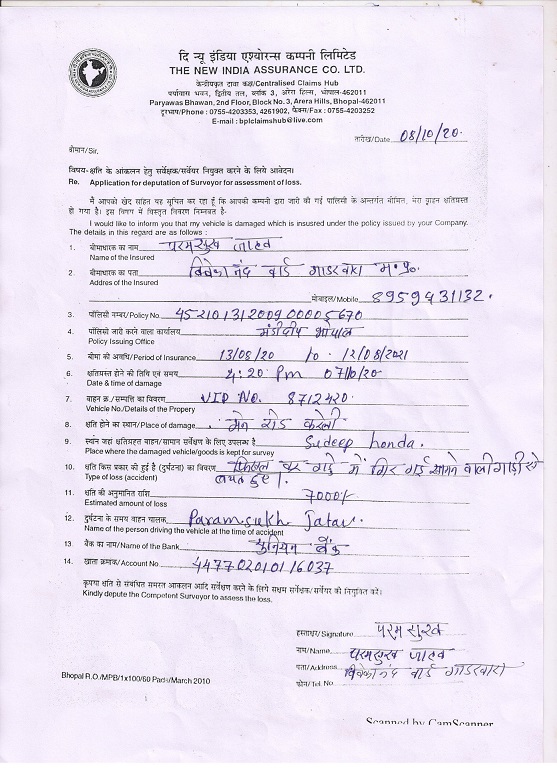 दि न्यू इंडिया एश्योरन्स कम्पनी लिमिटेड
THE NEW INDIA ASSURANCE CO. LTD.
केन्द्रीयकृत दावा कक्ष/Centralised Claims Hub
पर्यावास भवन, द्वितीय तल, ब्लॉक 3, अरेरा हिल्स, भोपाल-462011
Paryawas Bhawan, 2nd Floor, Block No. 3, Arera Hills, Bhopal-462011
दूरभाष/Phone : 0755-4203353, 4261902, फैक्स/Fax : 0755-4203252
E-mail : bplclaimshub@live.com
तारीख/Date 08/10/20.
श्रीमान/Sir.
विषय-क्षति के आंकलन हेतु सर्वेक्षक/सर्वेयर नियुक्त करने के लिये आवेदन।
Re. Application for deputation of Surveyor for assessment of loss.
मैं आपको खेद सहित यह सूचित कर रहा हूँ कि आपकी कम्पनी द्वारा जारी की गई पालिसी के अन्तर्गत बीमित, मेरा वाहन क्षतिग्रस्त
हो गया है। इस विषय में विस्तृत विवरण निम्नवत है-
I would like to inform you that my vehicle is damaged which is insusred under the policy issued by your Company.
The details in this regard are as follows :
1. बीमाधारक का नाम परमसुख जाटव
Name of the Insured
2. बीमाधारक का पता विवेकानंद वार्ड गाडरवारा म॰प्र॰
Addres of the Insured
मोबाईल/Mobile 8959431132.
3. पोलिसी नम्बर/Policy No. 45210131200900005670
4. पोलिसी जारी करने वाला कार्यालय मंडीदीप भोपाल
Policy Issuing Office
5. बीमा की अवधि/Period of Insurance 13/08/20 to 12/08/2021
6. क्षतिग्रस्त होने की तिथि एवं समय 4:20 Pm 07/10/20
Date & time of damage
7. वाहन क्र./सम्पत्ति का विवरण VIP No. 8712420
Vehicle No./Details of the Propery
8. क्षति होने का स्थान/Place of damage मेन रोड करेली
9. स्थान जहां क्षतिग्रस्त वाहन/सामान सर्वेक्षण के लिए उपलब्ध है Sudeep honda.
Place where the damaged vehicle/goods is kept for survey
10. क्षति किस प्रकार की हुई है (दुर्घटना) का विवरण फिसल कर गड्डे में गिर गई सामने वाली गाडी से
Type of loss (accident) बचते हुए।
11. क्षति की अनुमानित राशि 7000/-
Estimated amount of loss
12. दुर्घटना के समय वाहन चालक Paramsukh Jatav.
Name of the person driving the vehicle at the time of accident
13. बैंक का नाम/Name of the Bank यूनियन बैंक
14. खाता क्रमांक/Account No. 447702010116037
कृपया क्षति से संबंधित समस्त आकलन आदि सर्वेक्षण करने के लिये सक्षम सर्वेक्षक/सर्वेयर की नियुक्ति करें।
Kindly depute the Competent Surveyor to assess the loss.
हस्ताक्षर/Signature परम सुख
नाम/Name परमसुख जाटव
पता/Address विवेकानंद वार्ड गाडरवारा
फोन/Tel. No.
Bhopal R.O./MPB/1x100/60 Pads/March 2010
Scanned by CamScanner